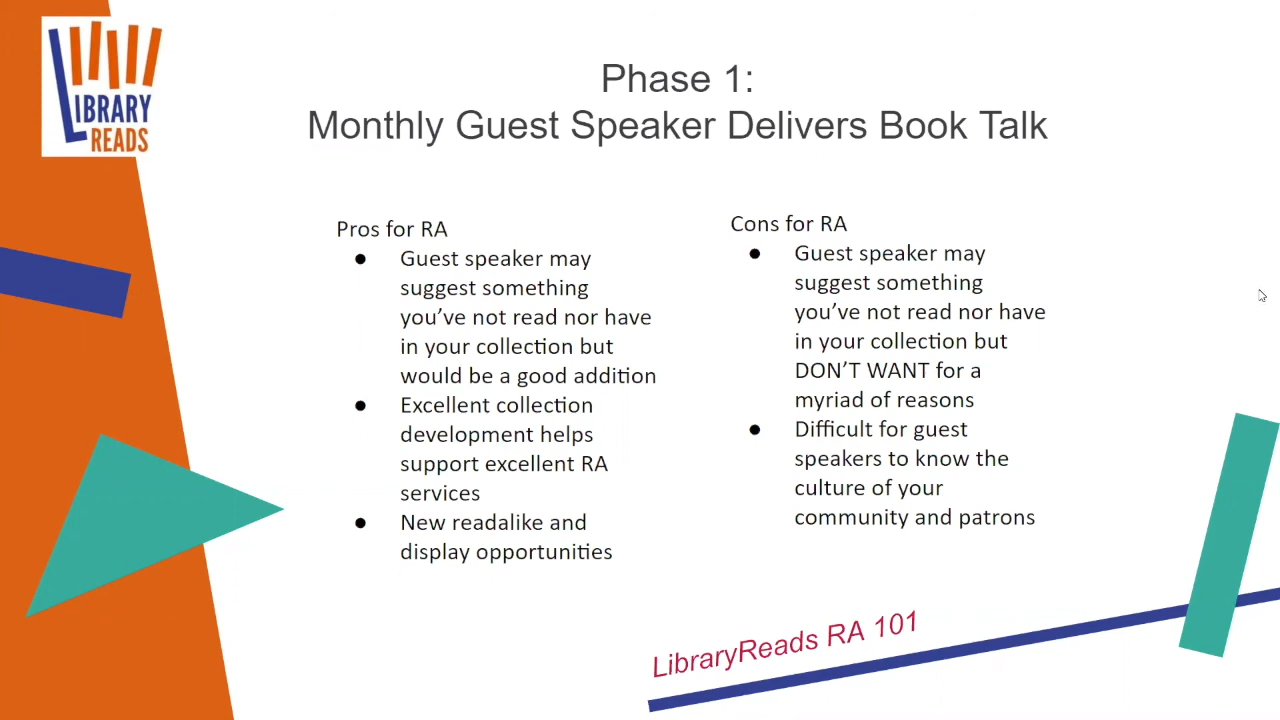 LIBRARY
READS
Phase 1:
Monthly Guest Speaker Delivers Book Talk
Pros for RA
● Guest speaker may
suggest something
you’ve not read nor have
in your collection but
would be a good addition
● Excellent collection
development helps
support excellent RA
services
● New readalike and
display opportunities
Cons for RA
● Guest speaker may
suggest something
you’ve not read nor have
in your collection but
DON’T WANT for a
myriad of reasons
● Difficult for guest
speakers to know the
culture of your
community and patrons
LibraryReads RA 101